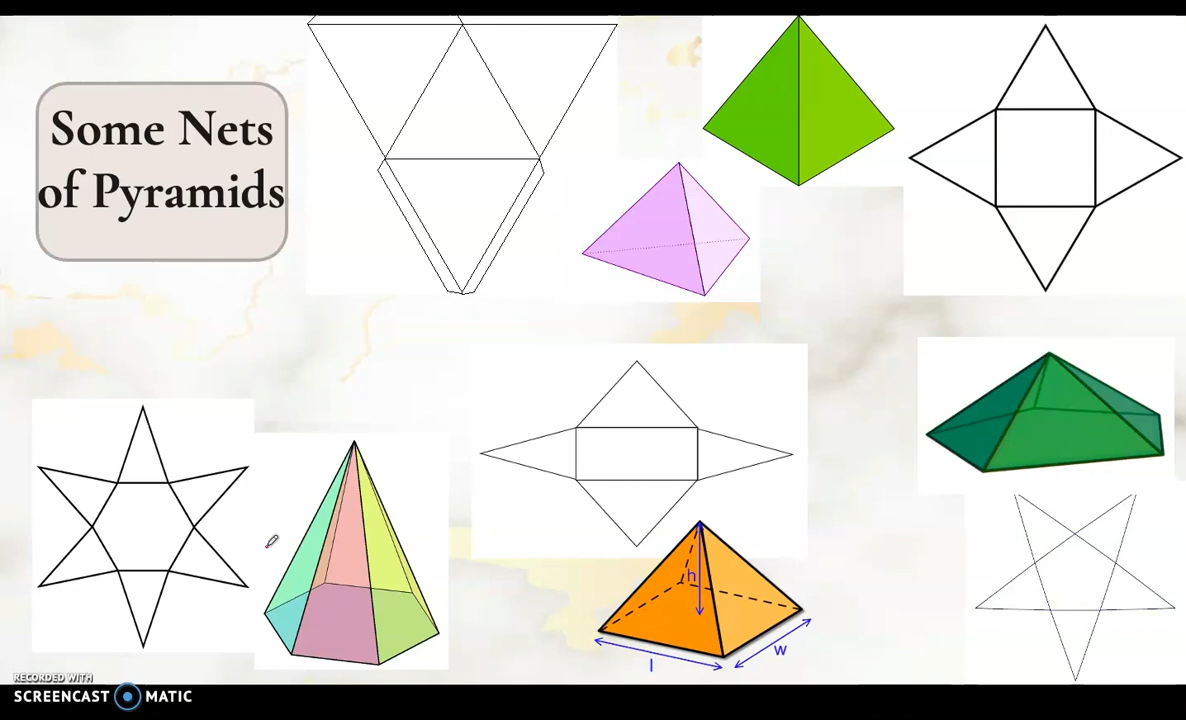 Some Nets
of Pyramids
h
l
w
RECORDED WITH
SCREENCAST MATIC